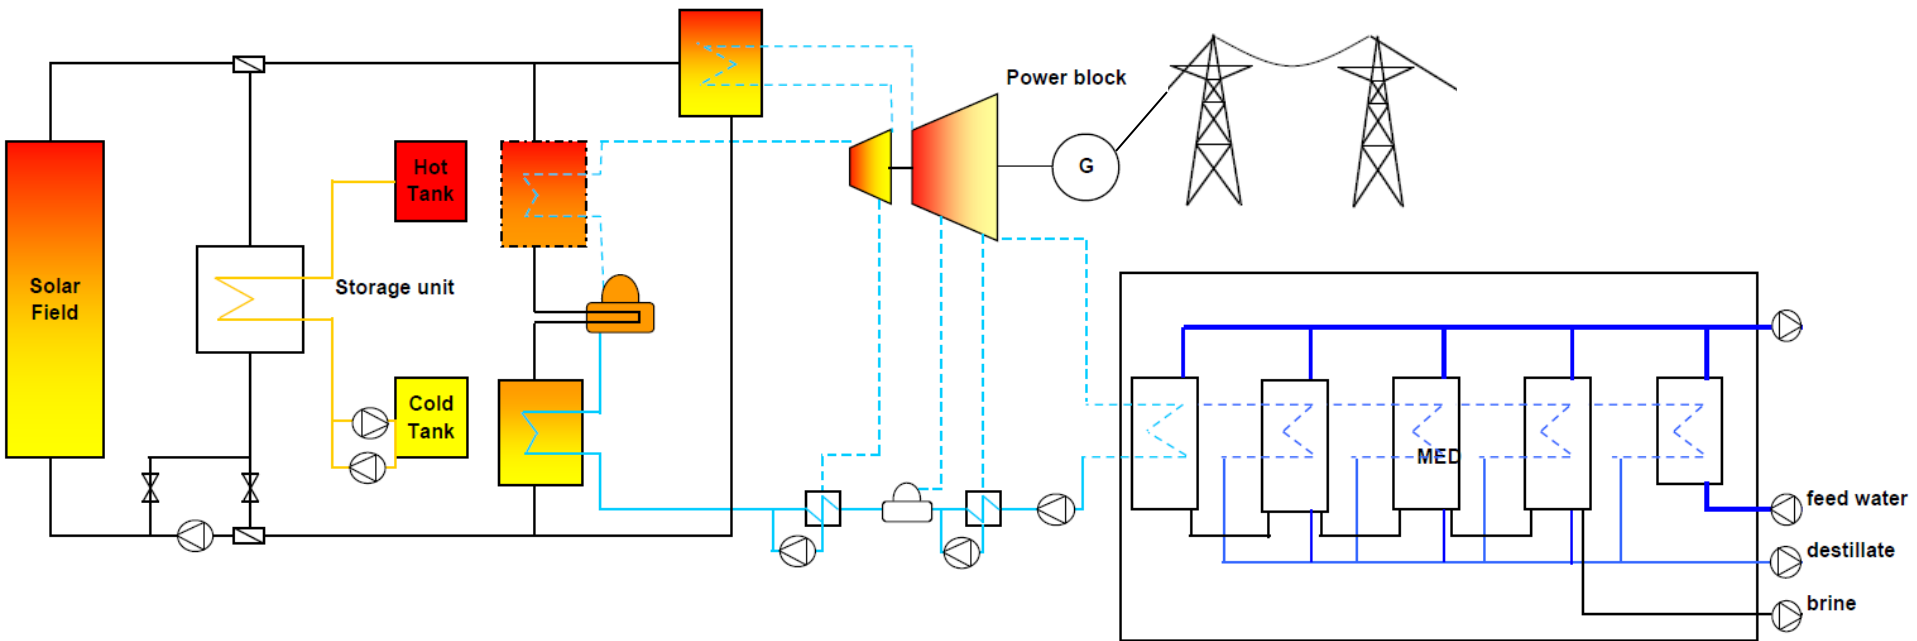 Power block
Hot
Tank
G
Solar
Field
Storage unit
Cold
Tank
MED
feed water
destillate
brine